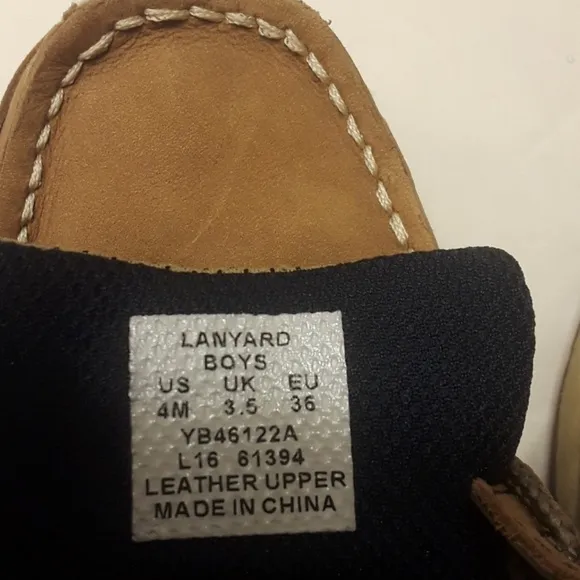 LANYARD
BOYS
US UK EU
4M 3.5 36
YB46122A
L16 61394
LEATHER UPPER
MADE IN CHINA